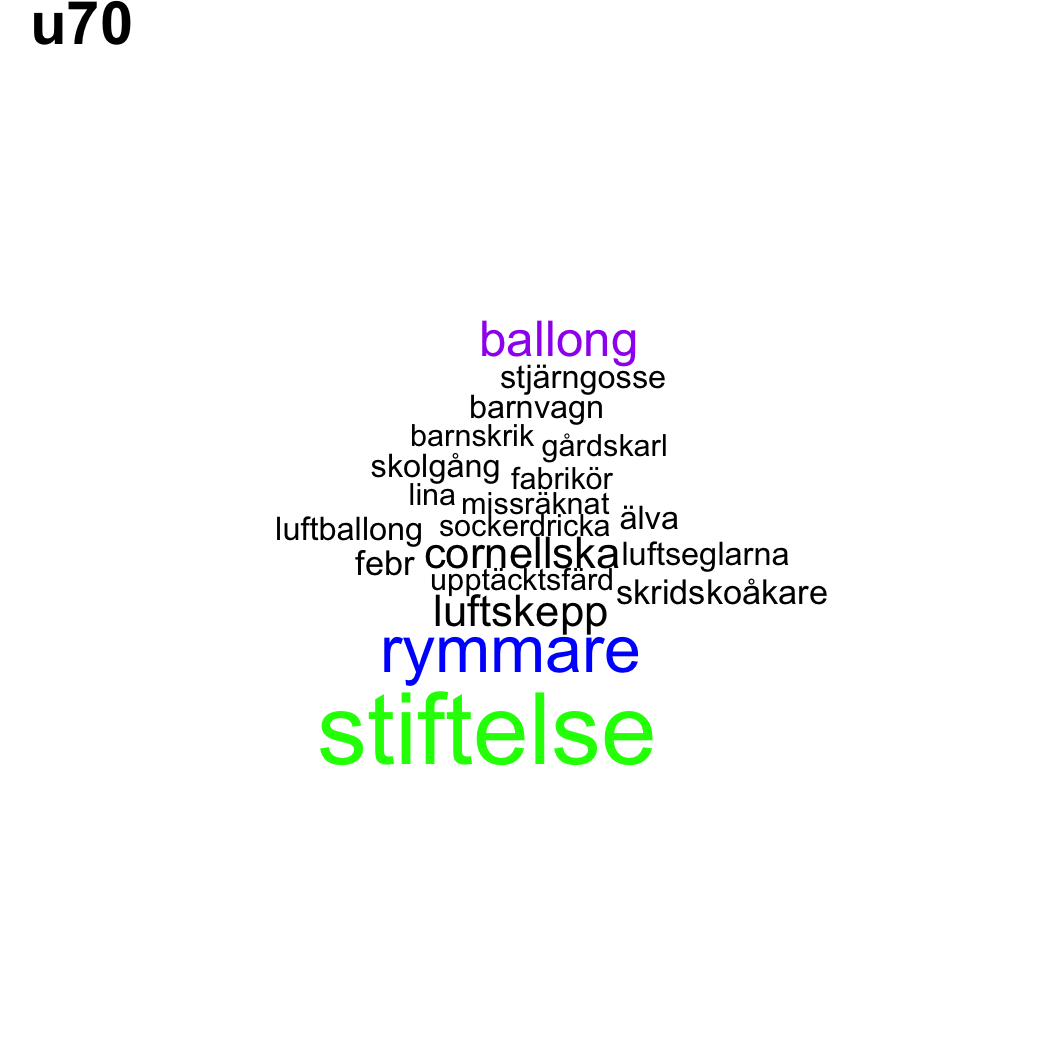 u70
ballong
stjärngosse
barnvagn
barnskrik
gårdskarl
skolgång
fabrikör
lina
missräknat
älva
sockerdricka
luftballong
cornellska
luftseglarna
febr
upptäcktsfärd
skridskoåkare
luftskepp
rymmare
stiftelse